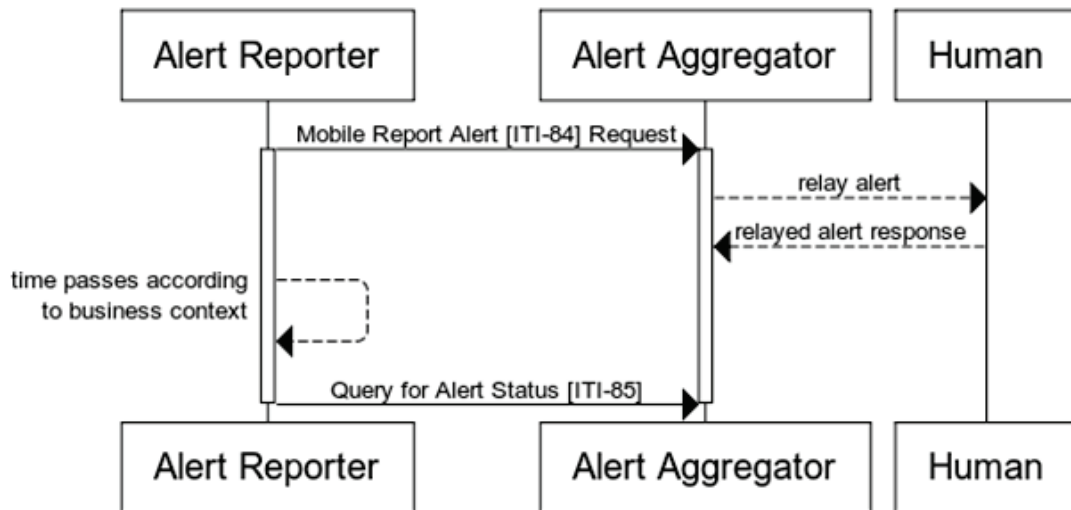 Alert Reporter
Alert Aggregator
Human
Mobile Report Alert [ITI-84] Request
relay alert
relayed alert response
time passes according
to business context
Query for Alert Status [ITI-85]
Alert Reporter
Alert Aggregator
Human